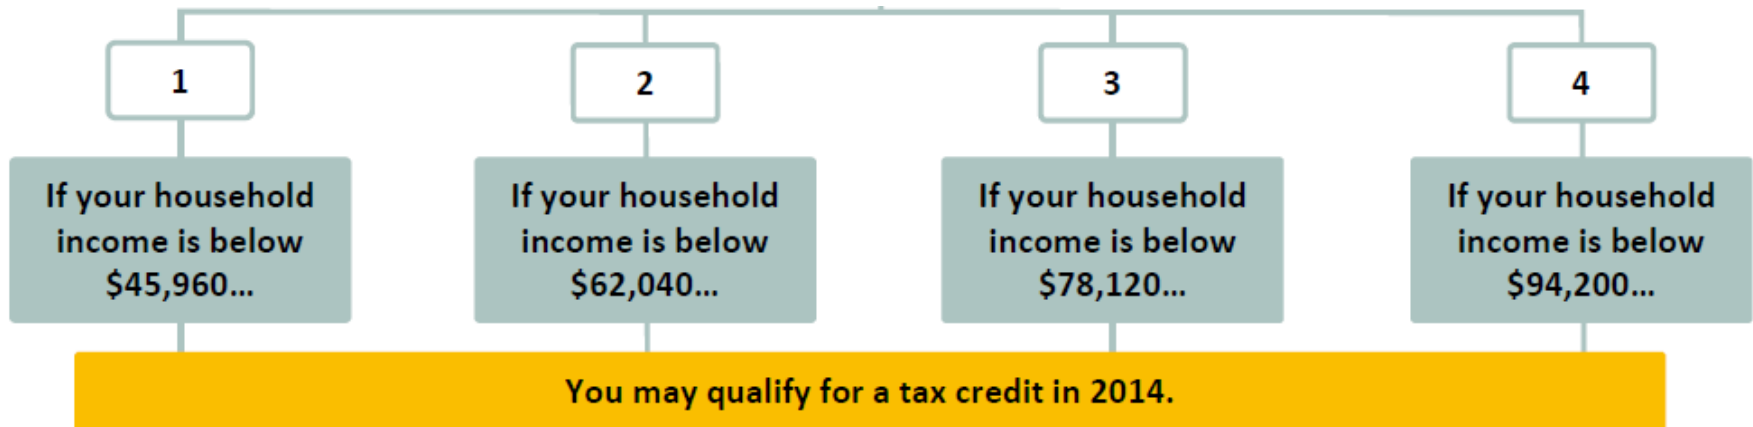 1
2
3
4
If your household
income is below
$45,960...
If your household
income is below
$62,040...
If your household
income is below
$78,120...
If your household
income is below
$94,200...
You may qualify for a tax credit in 2014.